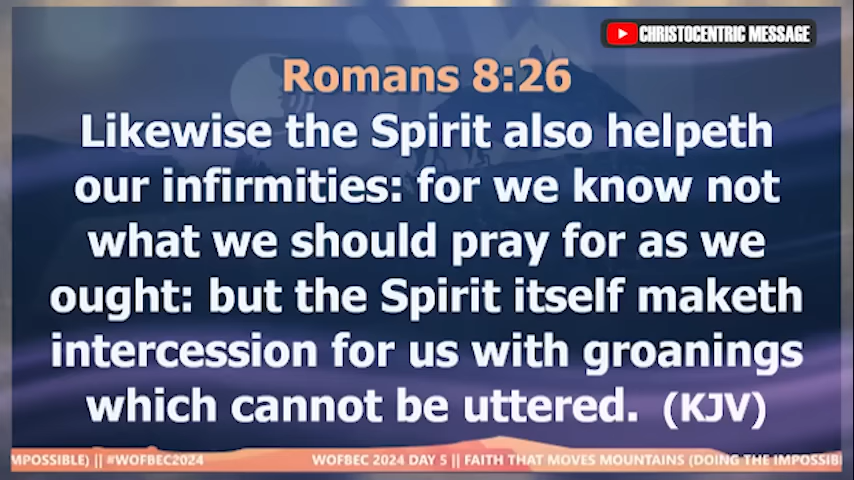 CHRISTOCENTRIC MESSAGE
Romans 8:26
Likewise the Spirit also helpeth
our infirmities: for we know not
what we should pray for as we
ought: but the Spirit itself maketh
intercession for us with groanings
which cannot be uttered. (KJV)
MPOSSIBLE) || #WOFBEC2024 WOFBEC 2024 DAY 5 || FAITH THAT MOVES MOUNTAINS (DOING THE IMPOSSIB